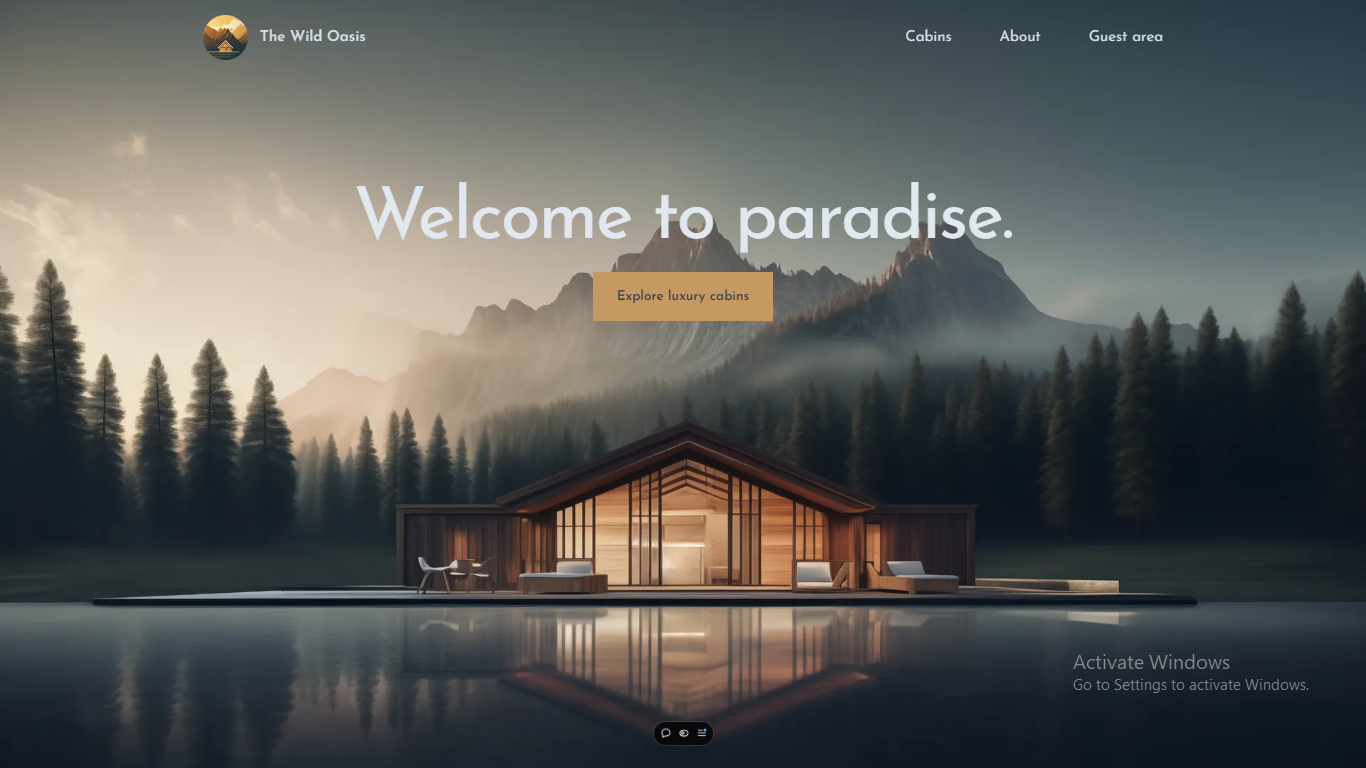 The Wild Oasis
Cabins
About
Guest area
Welcome to paradise.
Explore luxury cabins
Activate Windows
Go to Settings to activate Windows.